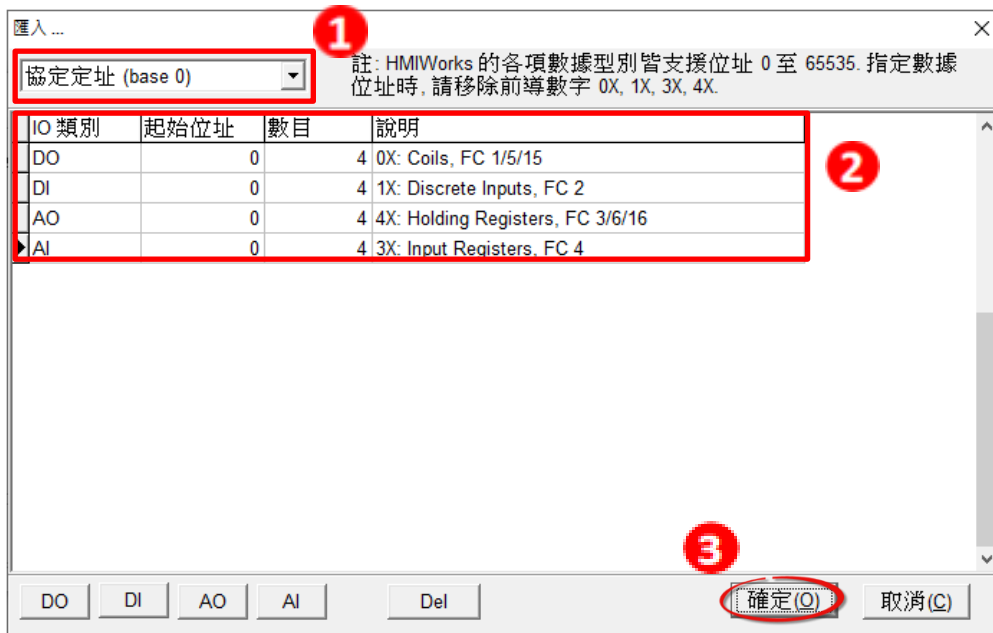 匯入 ...
1
協定定址 (base 0)
註: HMIWorks 的各項數據型別皆支援位址 0 至 65535. 指定數據
位址時, 請移除前導數字 0X, 1X, 3X, 4X.
IO 類別 起始位址 數目 說明
DO 0 4 0X: Coils, FC 1/5/15
DI 0 4 1X: Discrete Inputs, FC 2
AO 0 4 4X: Holding Registers, FC 3/6/16
AI 0 4 3X: Input Registers, FC 4
2
3
DO DI AO AI Del 確定(O) 取消(C)